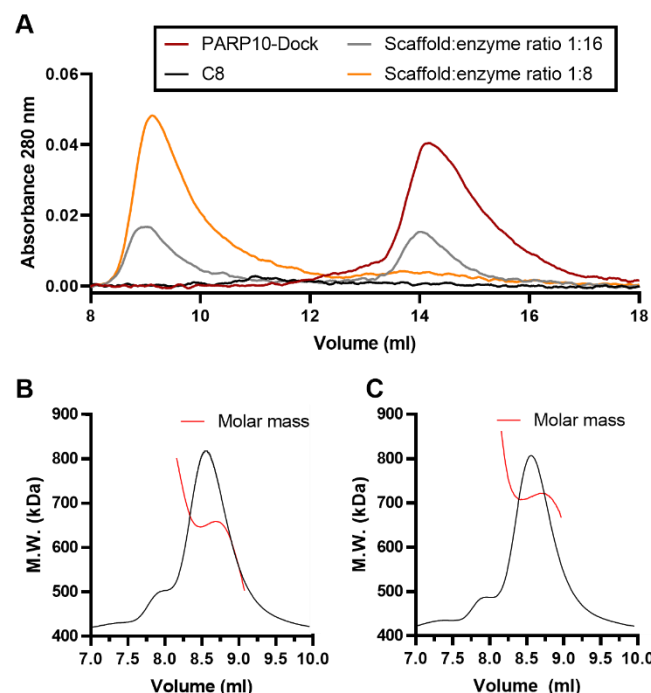 A
PARP10-Dock
Scaffold:enzyme ratio 1:16
C8
Scaffold:enzyme ratio 1:8
Absorbance 280 nm
0.06
0.04
0.02
0.00
8
10
12
14
16
18
Volume (ml)
B
Molar mass
M.W. (kDa)
900
800
700
600
500
400
7.0
7.5
8.0
8.5
9.0
9.5
10.0
Volume (ml)
C
Molar mass
M.W. (kDa)
900
800
700
600
500
400
7.0
7.5
8.0
8.5
9.0
9.5
10.0
Volume (ml)